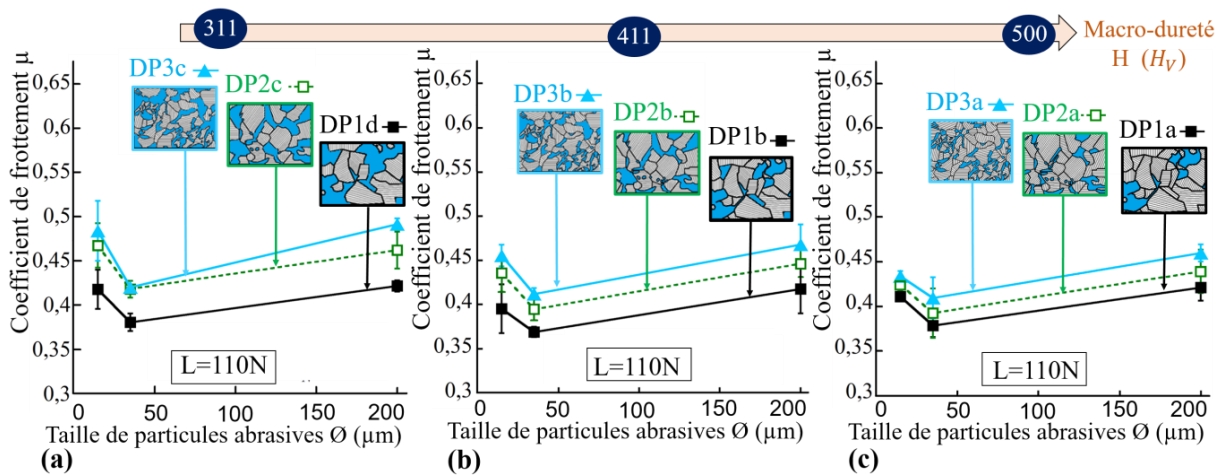 311
411
500
Macro-dureté
H (H_V)
(a)
Coefficient de frottement µ
0,65
0,6
0,55
0,5
0,45
0,4
0,35
0,3
DP3c
DP2c
DP1d
L=110N
0 50 100 150 200
Taille de particules abrasives Ø (µm)
(b)
Coefficient de frottement µ
0,65
0,6
0,55
0,5
0,45
0,4
0,35
0,3
DP3b
DP2b
DP1b
L=110N
0 50 100 150 200
Taille de particules abrasives Ø (µm)
(c)
Coefficient de frottement µ
0,65
0,6
0,55
0,5
0,45
0,4
0,35
0,3
DP3a
DP2a
DP1a
L=110N
0 50 100 150 200
Taille de particules abrasives Ø (µm)